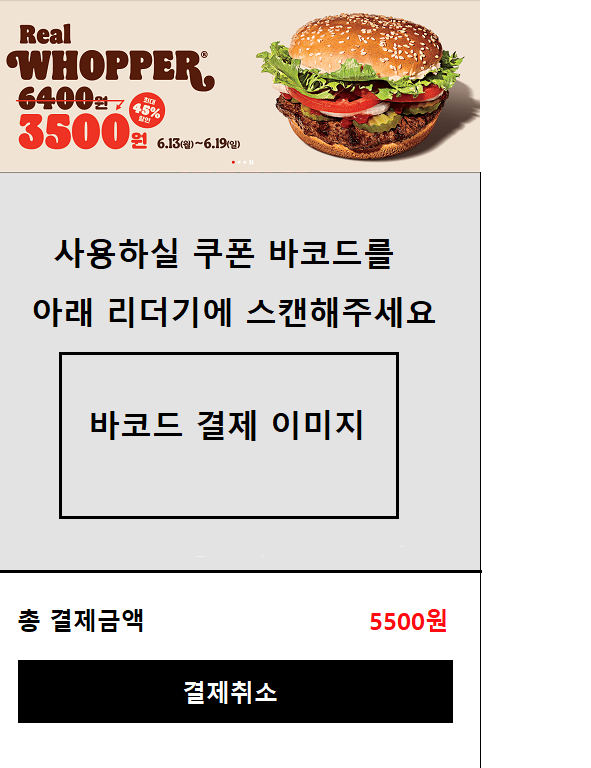 Real
WHOPPER®
6400원
최대
45%
할인
3500원
6.13(월)~6.19(일)
사용하실 쿠폰 바코드를
아래 리더기에 스캔해주세요
바코드 결제 이미지
총 결제금액 5500원
결제취소